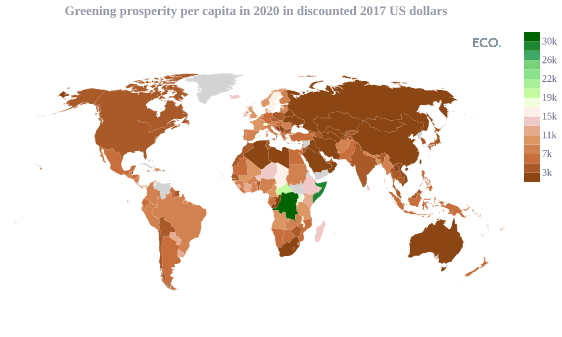 Greening prosperity per capita in 2020 in discounted 2017 US dollars
ECO.
30k
26k
22k
19k
15k
11k
7k
3k